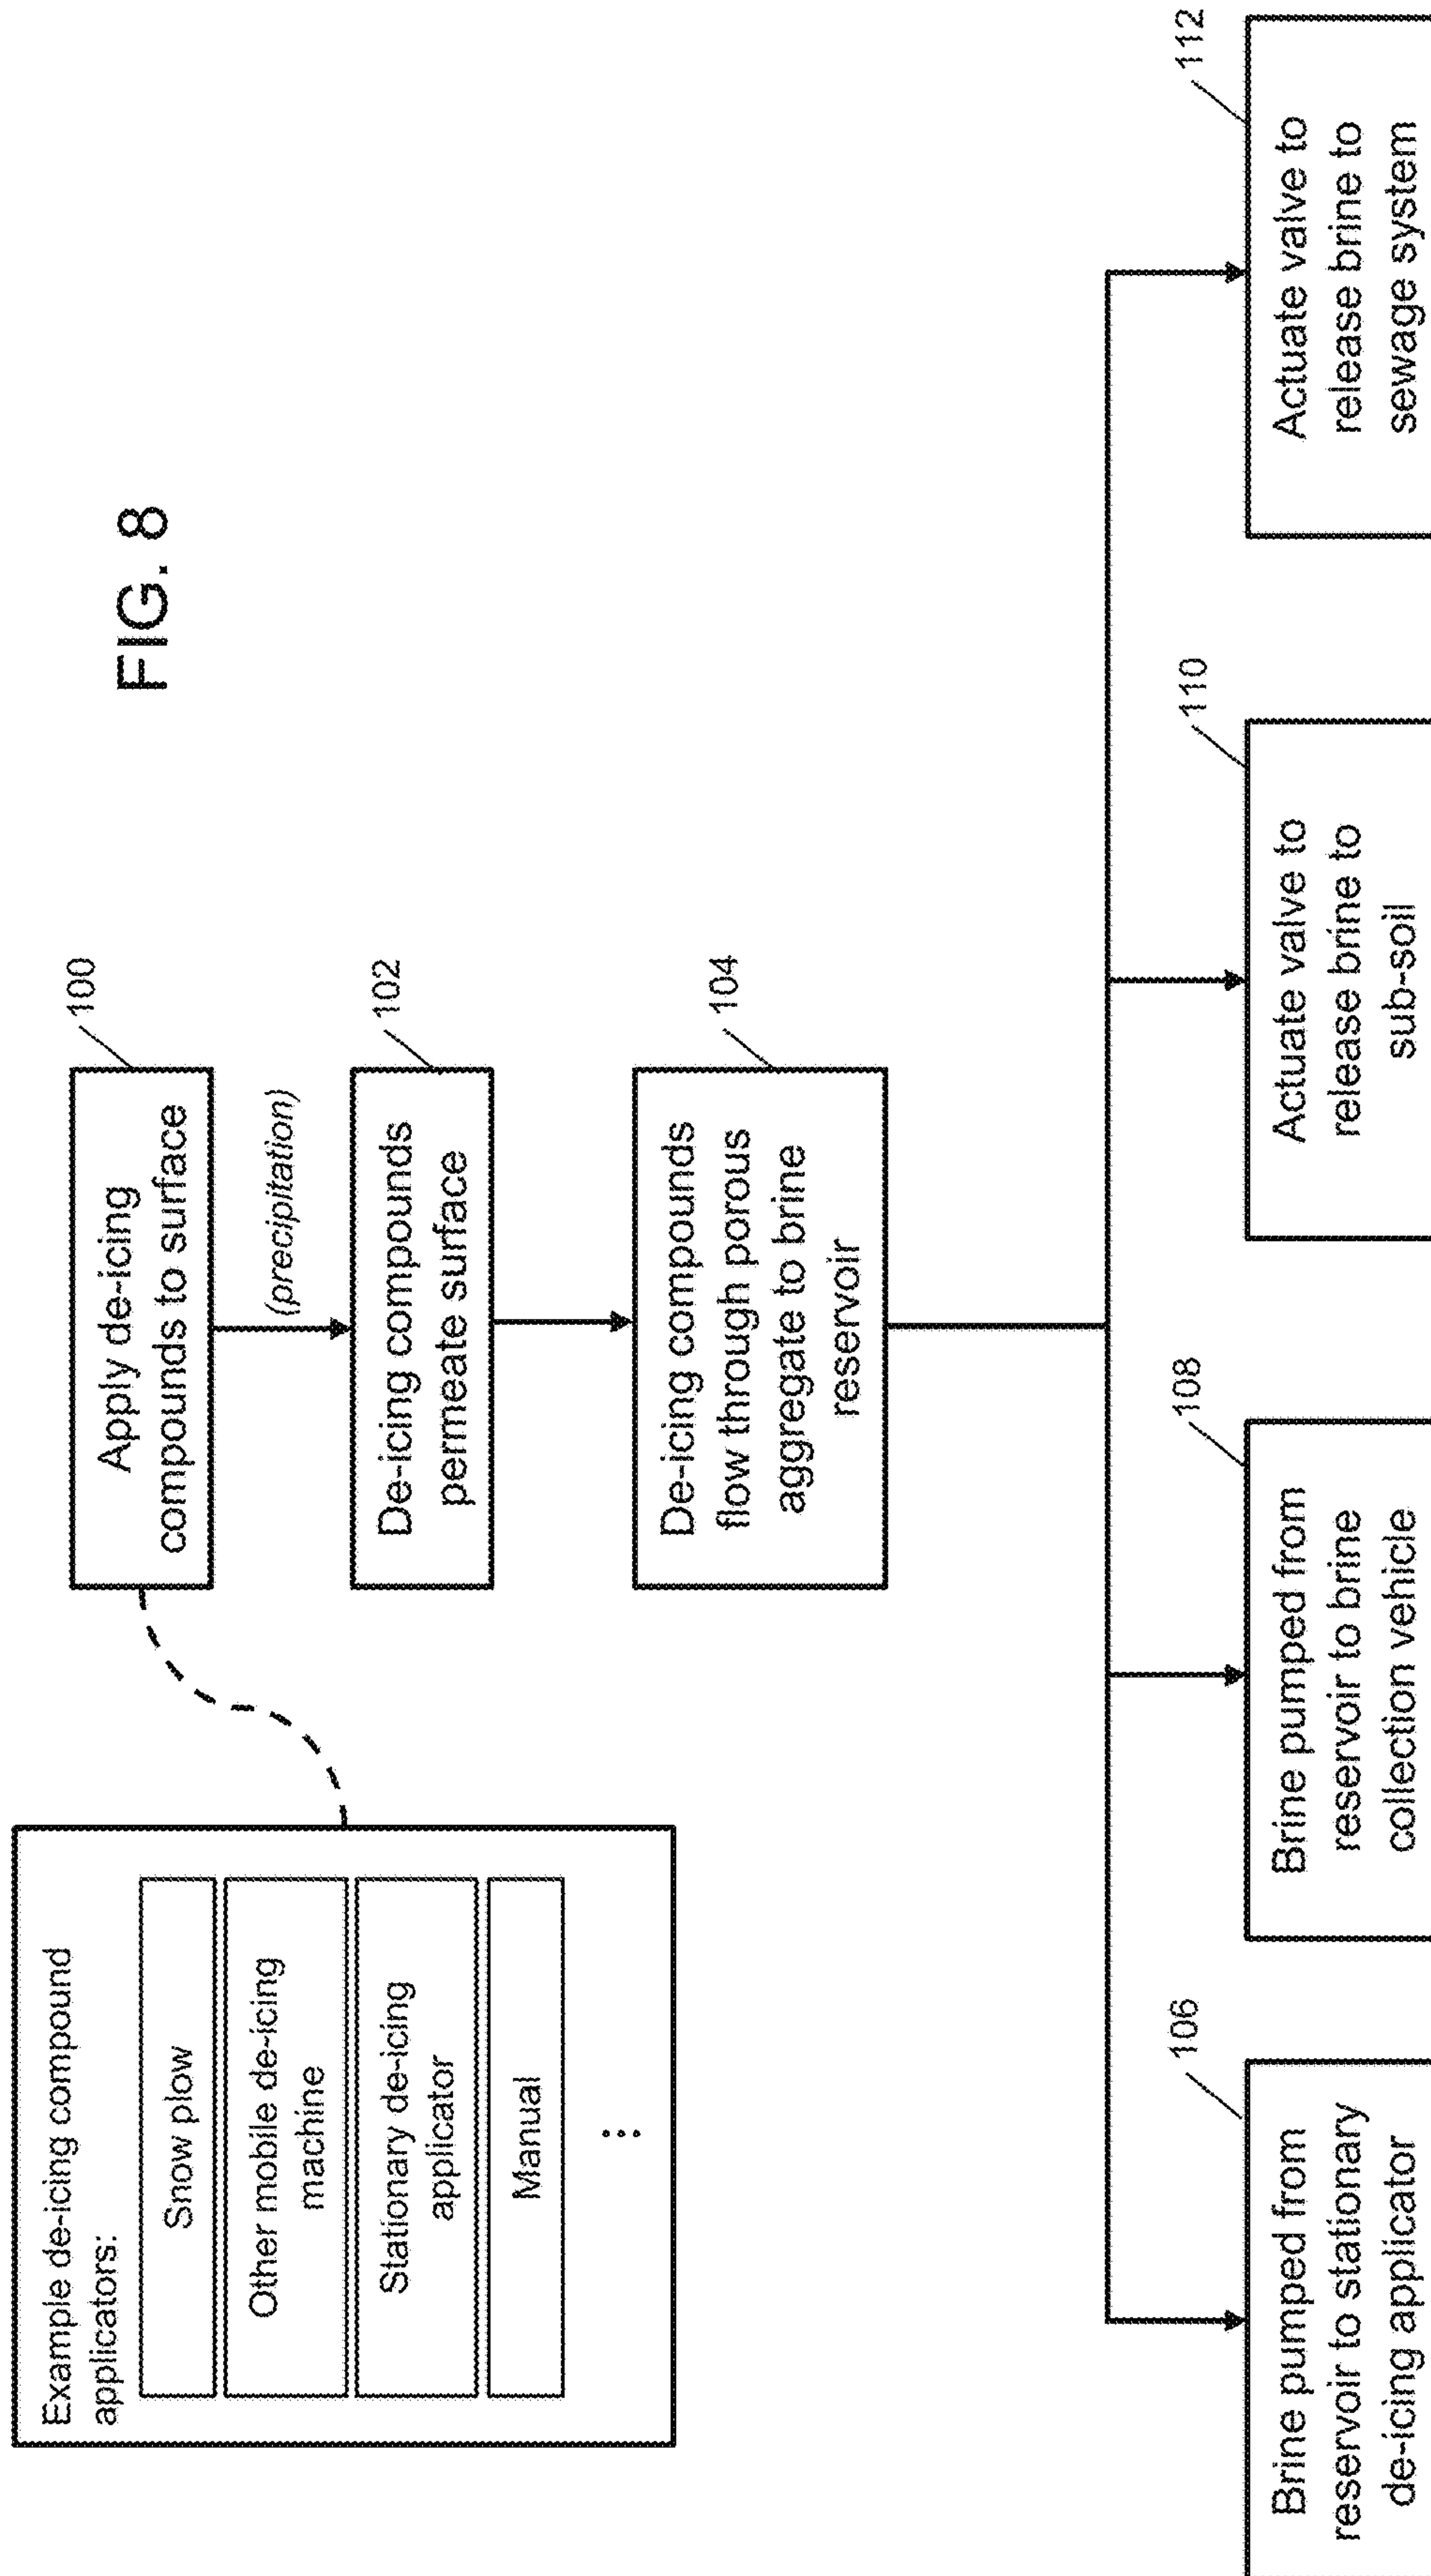 FIG. 8
Example de-icing compound
applicators:
Snow plow
Other mobile de-icing
machine
Stationary de-icing
applicator
Manual
⋮
100
Apply de-icing
compounds to surface
(precipitation)
102
De-icing compounds
permeate surface
104
De-icing compounds
flow through porous
aggregate to brine
reservoir
106
Brine pumped from
reservoir to stationary
de-icing applicator
108
Brine pumped from
reservoir to brine
collection vehicle
110
Actuate valve to
release brine to
sub-soil
112
Actuate valve to
release brine to
sewage system